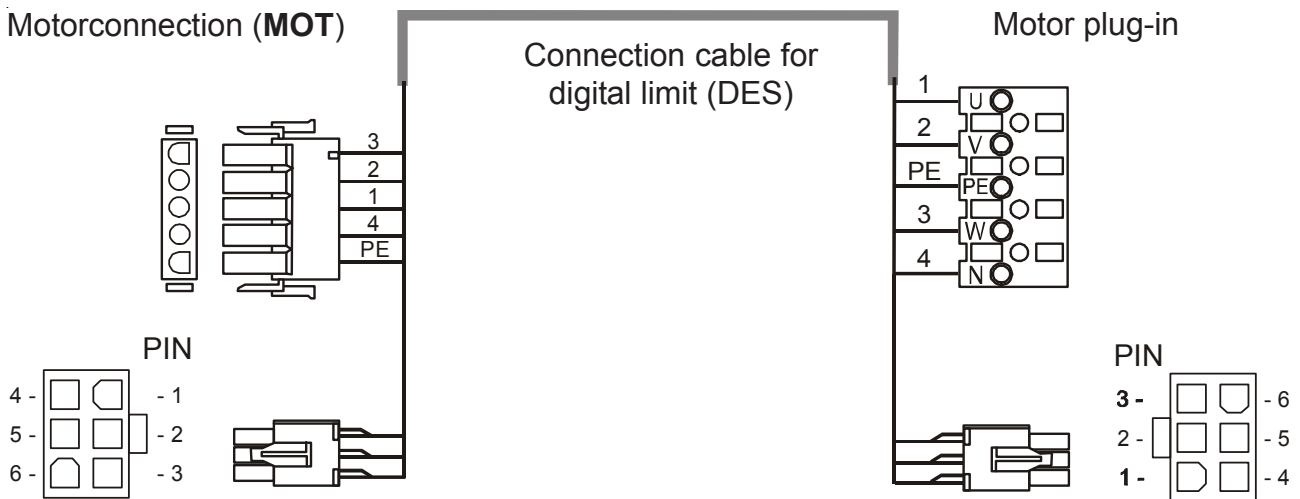 Motorconnection (MOT)
Connection cable for
digital limit (DES)
Motor plug-in
3
2
1
4
PE
1
2
PE
3
4
U
V
PE
W
N
PIN
4 -
- 1
5 -
- 2
6 -
- 3
PIN
3 -
- 6
2 -
- 5
1 -
- 4